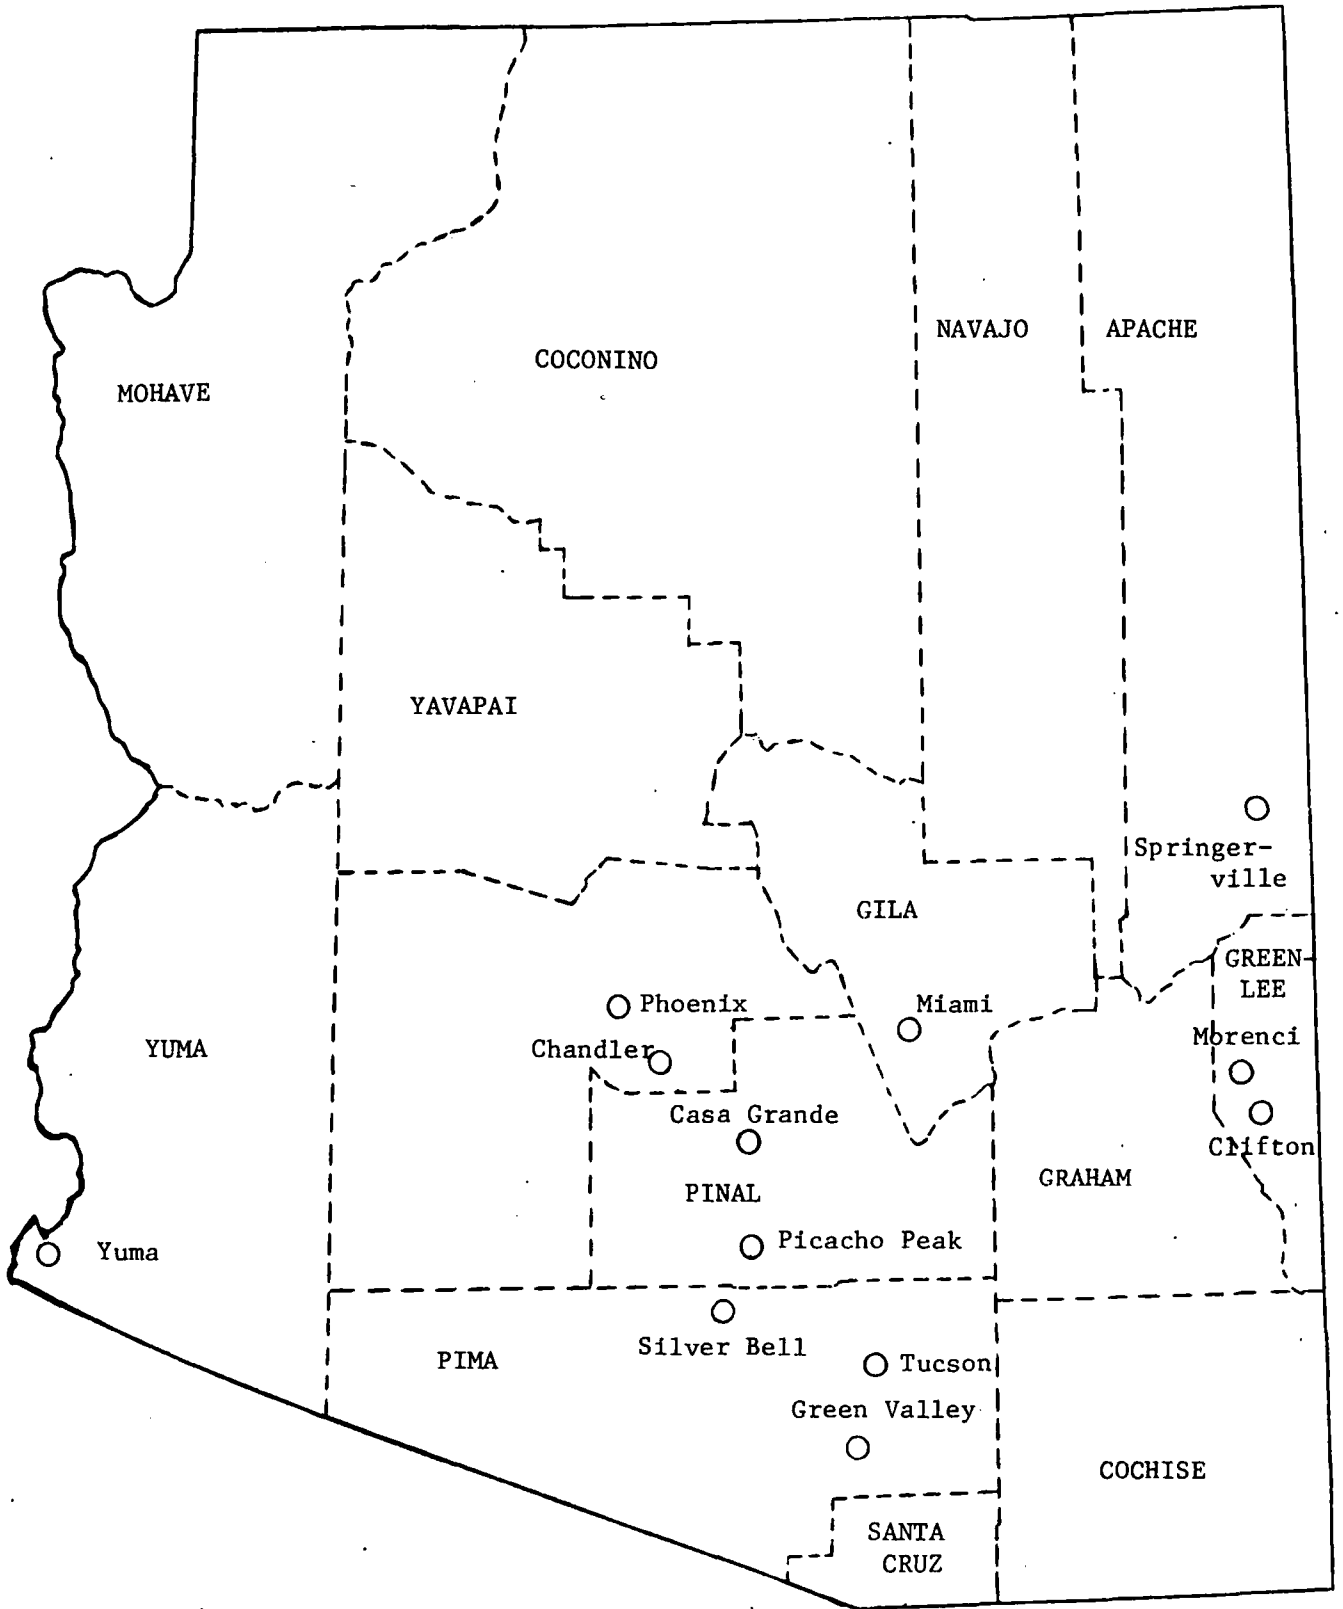 NAVAJO
APACHE
COCONINO
MOHAVE
YAVAPAI
Springer-
ville
GILA
GREEN-
LEE
Phoenix
Miami
Morenci
Chandler
YUMA
Casa Grande
Clifton
GRAHAM
PINAL
Yuma
Picacho Peak
Silver Bell
PIMA
Tucson
Green Valley
COCHISE
SANTA
CRUZ